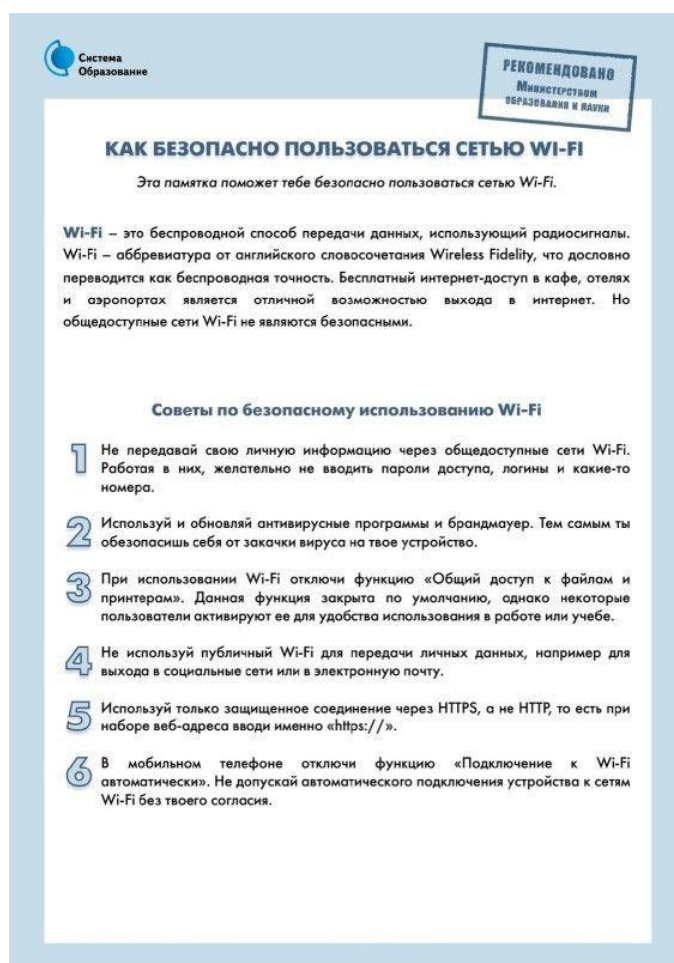 Система
Образование
РЕКОМЕНДОВАНО
Министерством
образования и науки
КАК БЕЗОПАСНО ПОЛЬЗОВАТЬСЯ СЕТЬЮ WI-FI
Эта памятка поможет тебе безопасно пользоваться сетью Wi-Fi.
Wi-Fi – это беспроводной способ передачи данных, использующий радиосигналы.
Wi-Fi – аббревиатура от английского словосочетания Wireless Fidelity, что дословно
переводится как беспроводная точность. Бесплатный интернет-доступ в кафе, отелях
и аэропортах является отличной возможностью выхода в интернет. Но
общедоступные сети Wi-Fi не являются безопасными.
Советы по безопасному использованию Wi-Fi
1 Не передавай свою личную информацию через общедоступные сети Wi-Fi.
Работая в них, желательно не вводить пароли доступа, логины и какие-то
номера.
2 Используй и обновляй антивирусные программы и брандмауер. Тем самым ты
обезопасишь себя от закачки вируса на твое устройство.
3 При использовании Wi-Fi отключи функцию «Общий доступ к файлам и
принтерам». Данная функция закрыта по умолчанию, однако некоторые
пользователи активируют ее для удобства использования в работе или учебе.
4 Не используй публичный Wi-Fi для передачи личных данных, например для
выхода в социальные сети или в электронную почту.
5 Используй только защищенное соединение через HTTPS, а не HTTP, то есть при
наборе веб-адреса вводи именно «https://».
6 В мобильном телефоне отключи функцию «Подключение к Wi-Fi
автоматически». Не допускай автоматического подключения устройства к сетям
Wi-Fi без твоего согласия.